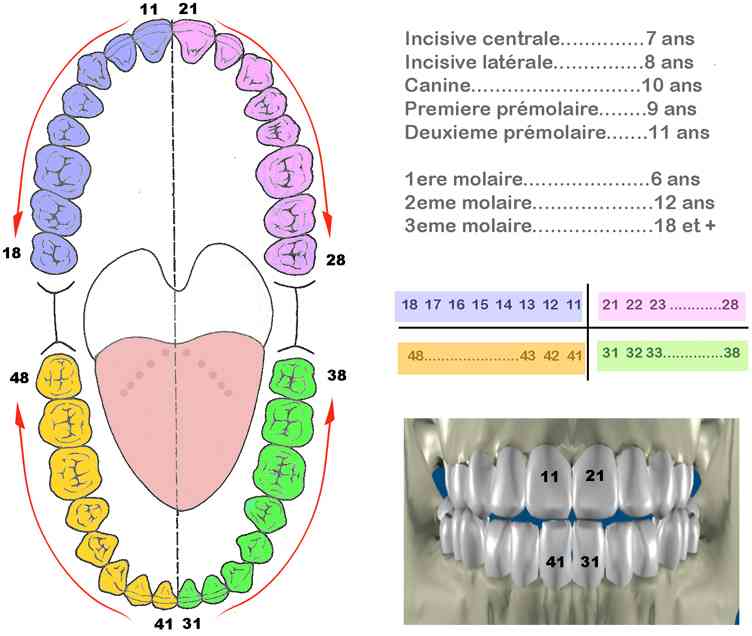 11 21
18
28
48
38
41 31
Incisive centrale..............7 ans
Incisive latérale...............8 ans
Canine............................10 ans
Premiere prémolaire........9 ans
Deuxieme prémolaire.......11 ans
1ere molaire.....................6 ans
2emé molaire....................12 ans
3eme molaire....................18 et +
18 17 16 15 14 13 12 11
21 22 23 ............28
48......................43 42 41
31 32 33..............38
11 21
41 31